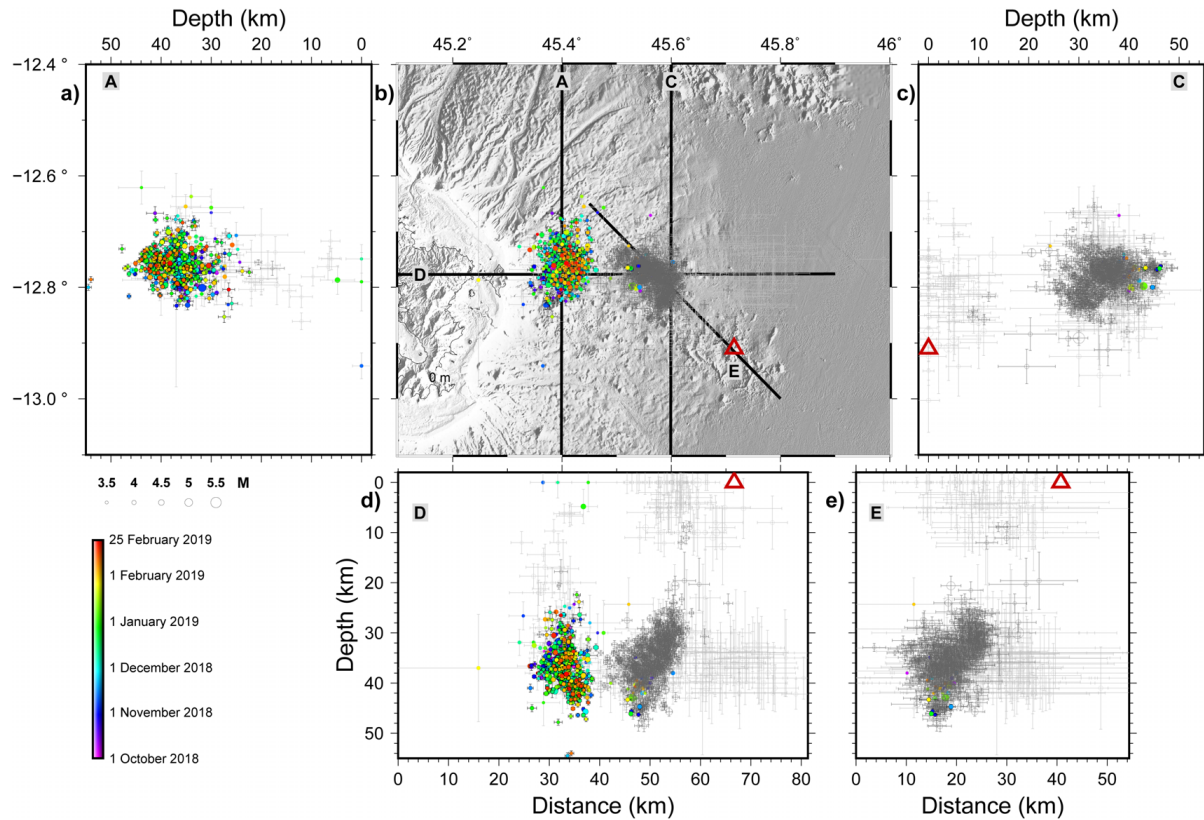 Depth (km)
50 40 30 20 10 0
45.2° 45.4° 45.6° 45.8° 46°
Depth (km)
0 10 20 30 40 50
−12.4°
−12.6°
−12.8°
−13.0°
a)
A
b)
A
C
D
E
0 m
c)
C
3.5 4 4.5 5 5.5 M
25 February 2019
1 February 2019
1 January 2019
1 December 2018
1 November 2018
1 October 2018
d)
D
0
10
20
30
40
50
Depth (km)
0 10 20 30 40 50 60 70 80
Distance (km)
e)
E
0 10 20 30 40 50
Distance (km)